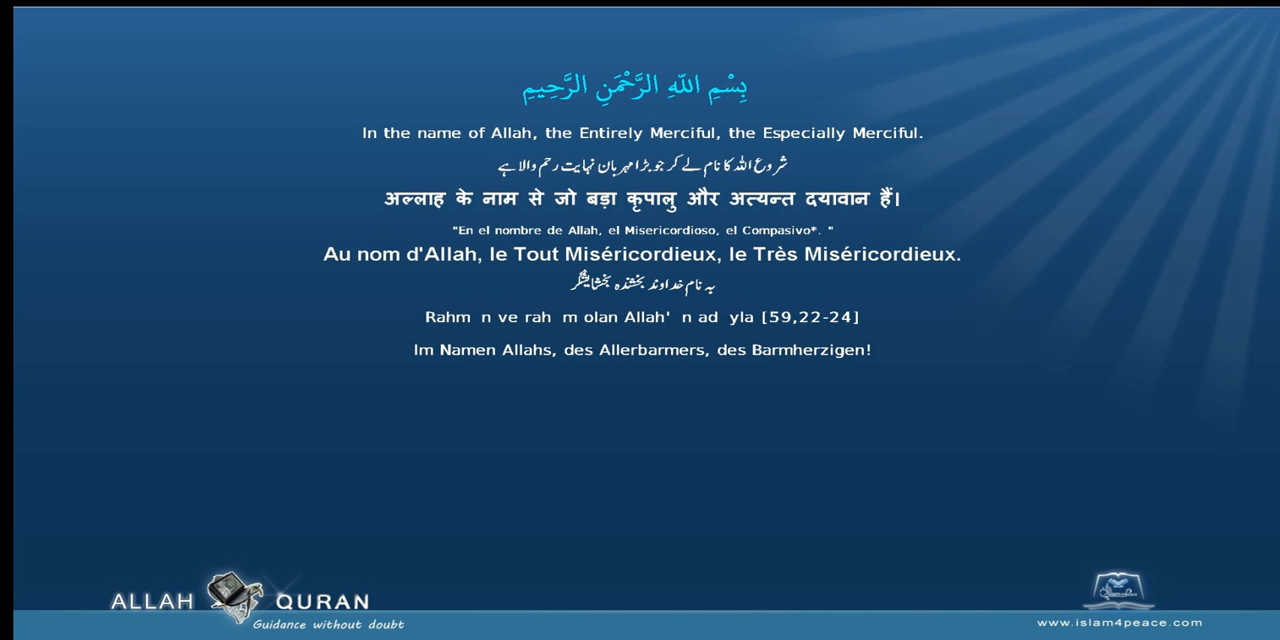 بِسْمِ اللّهِ الرَّحْمَنِ الرَّحِيمِ
In the name of Allah, the Entirely Merciful, the Especially Merciful.
شروع الله کا نام لے کر جو بڑا مہربان نہایت رحم والا ہے
अल्लाह के नाम से जो बड़ा कृपालु और अत्यन्त दयावान हैं।
"En el nombre de Allah, el Misericordioso, el Compasivo*. "
Au nom d'Allah, le Tout Miséricordieux, le Très Miséricordieux.
به نام خداوند بخشنده بخشایشگر
Rahm n ve rah m olan Allah' n ad yla [59,22-24]
Im Namen Allahs, des Allerbarmers, des Barmherzigen!
ALLAH QURAN
Guidance without doubt
www.islam4peace.com